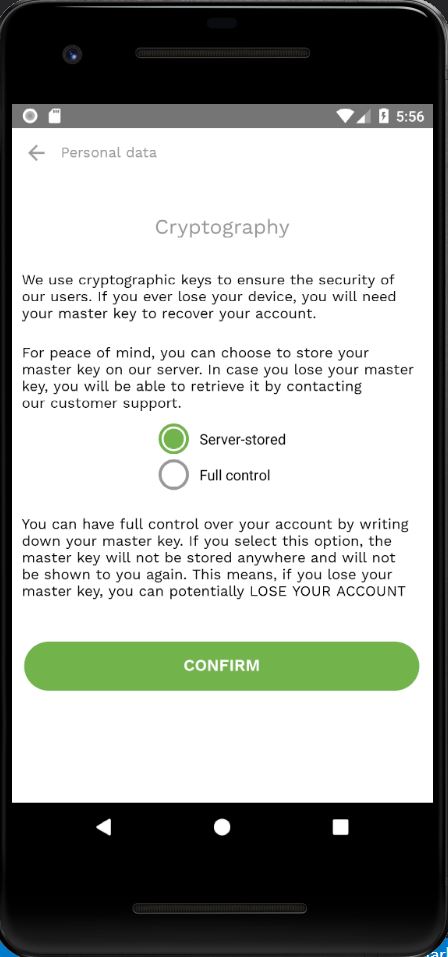 5:56
Personal data
Cryptography
We use cryptographic keys to ensure the security of
our users. If you ever lose your device, you will need
your master key to recover your account.
For peace of mind, you can choose to store your
master key on our server. In case you lose your master
key, you will be able to retrieve it by contacting
our customer support.
Server-stored
Full control
You can have full control over your account by writing
down your master key. If you select this option, the
master key will not be stored anywhere and will not
be shown to you again. This means, if you lose your
master key, you can potentially LOSE YOUR ACCOUNT
CONFIRM